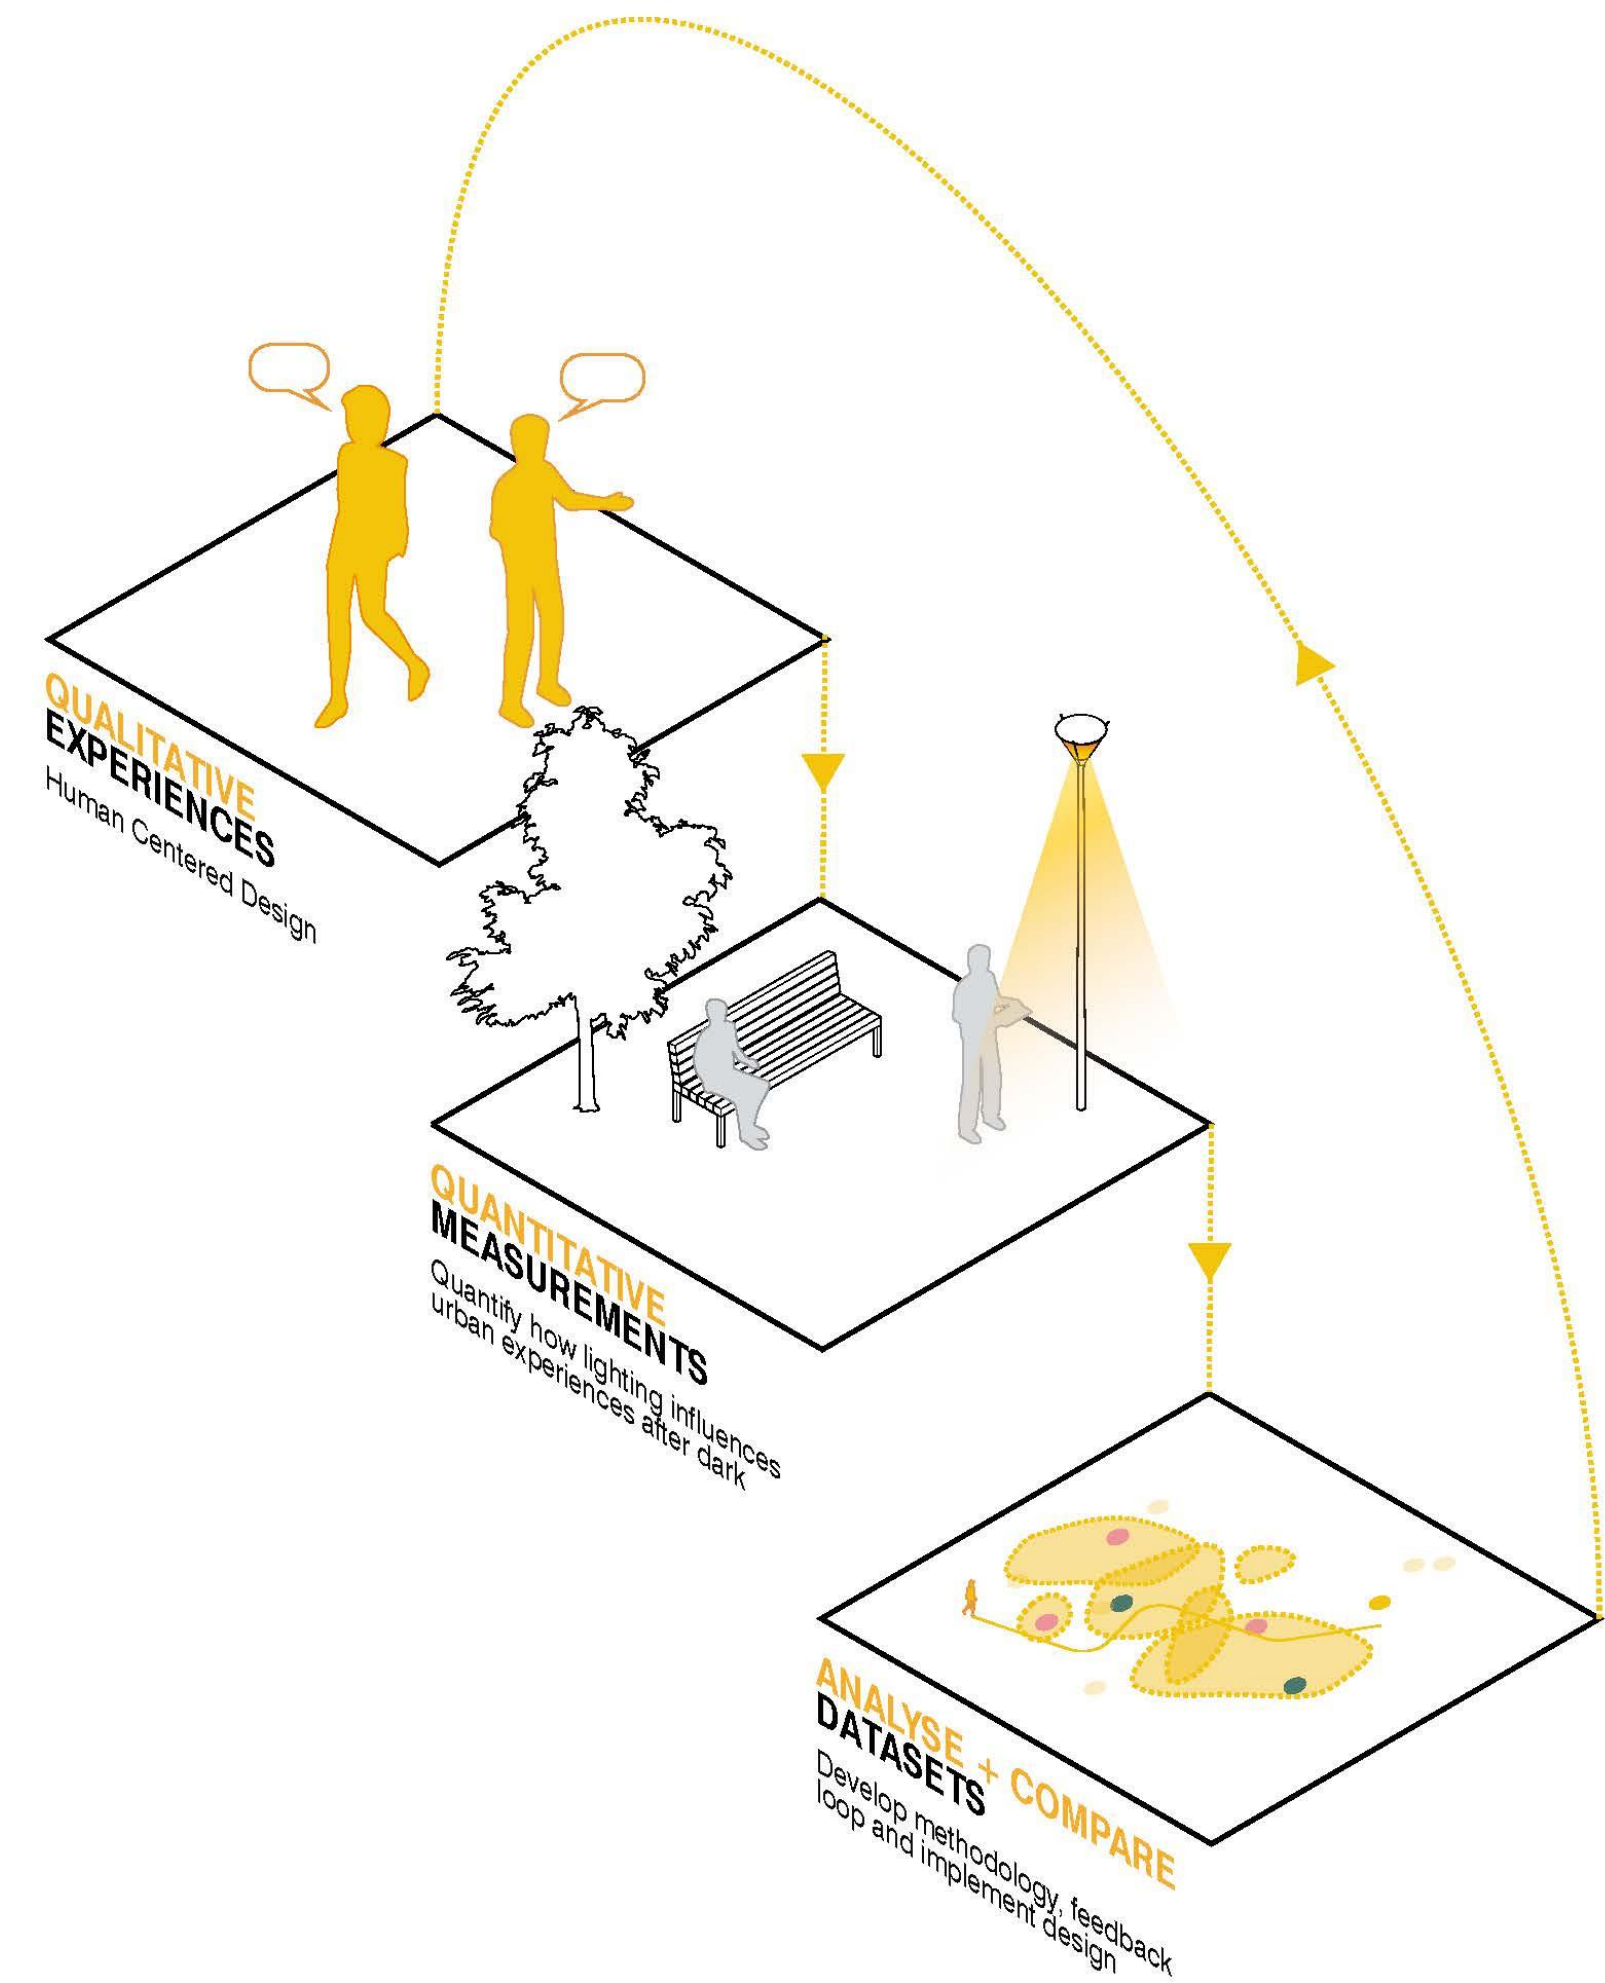 QUALITATIVE
EXPERIENCES
Human Centered Design
QUANTITATIVE
MEASUREMENTS
Quantify how lighting influences
urban experiences after dark
ANALYSE + COMPARE
DATASETS
Develop methodology, feedback
loop and implement design